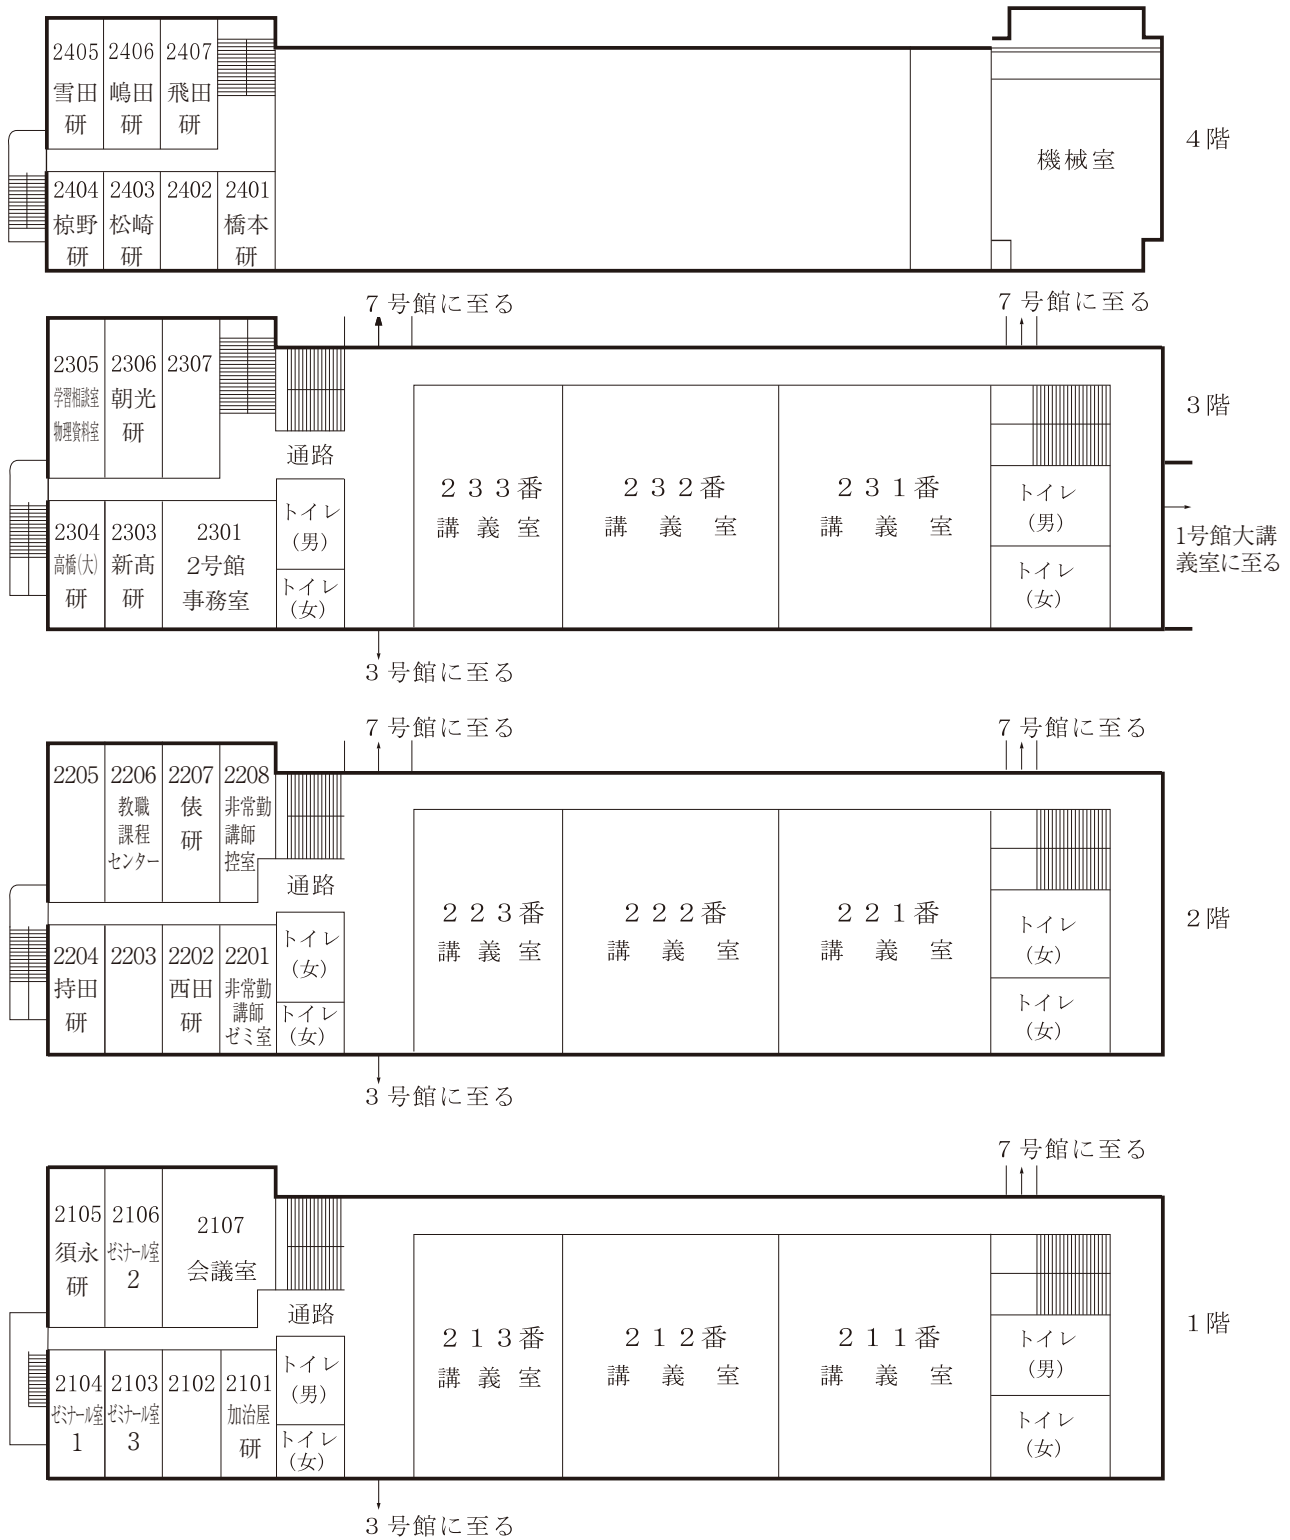 2405
雪田
研
2406
嶋田
研
2407
飛田
研
2404
椋野
研
2403
松崎
研
2402
2401
橋本
研
機械室
4階
7号館に至る
7号館に至る
2305
学習相談室
物理資料室
2306
朝光
研
2307
通路
2304
高橋(大)
研
2303
新髙
研
2301
2号館
事務室
トイレ
(男)
トイレ
(女)
233番
講義室
232番
講義室
231番
講義室
トイレ
(男)
トイレ
(女)
3階
1号館大講
義室に至る
3号館に至る
7号館に至る
7号館に至る
2205
2206
教職
課程
センター
2207
俵
研
2208
非常勤
講師
控室
通路
2204
持田
研
2203
2202
西田
研
2201
非常勤
講師
ゼミ室
トイレ
(女)
トイレ
(女)
223番
講義室
222番
講義室
221番
講義室
トイレ
(女)
トイレ
(女)
2階
3号館に至る
7号館に至る
2105
須永
研
2106
ゼミナール室
2
2107
会議室
通路
2104
ゼミナール室
1
2103
ゼミナール室
3
2102
2101
加治屋
研
トイレ
(男)
トイレ
(女)
213番
講義室
212番
講義室
211番
講義室
トイレ
(男)
トイレ
(女)
1階
3号館に至る